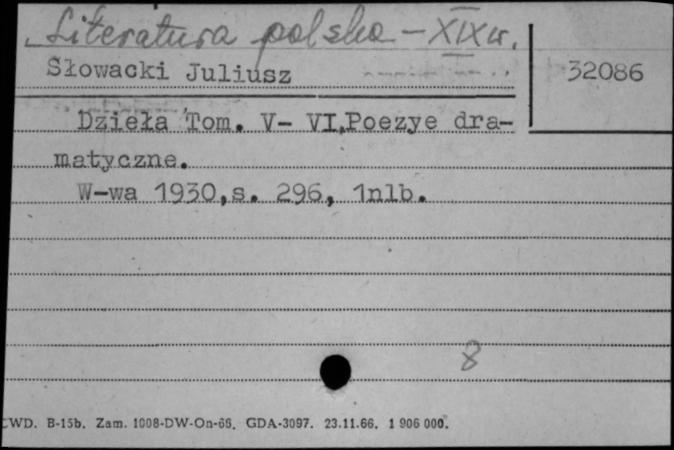 Literatura polska - XIX w.
Słowacki Juliusz
32086
Dzieła Tom. V- VI.Poezye dra-
matyczne.
W-wa 1930,s. 296, 1nlb.
8
CWD. B-15b. Zam. 1008-DW-On-66. GDA-3097. 23.11.66. 1 906 000.